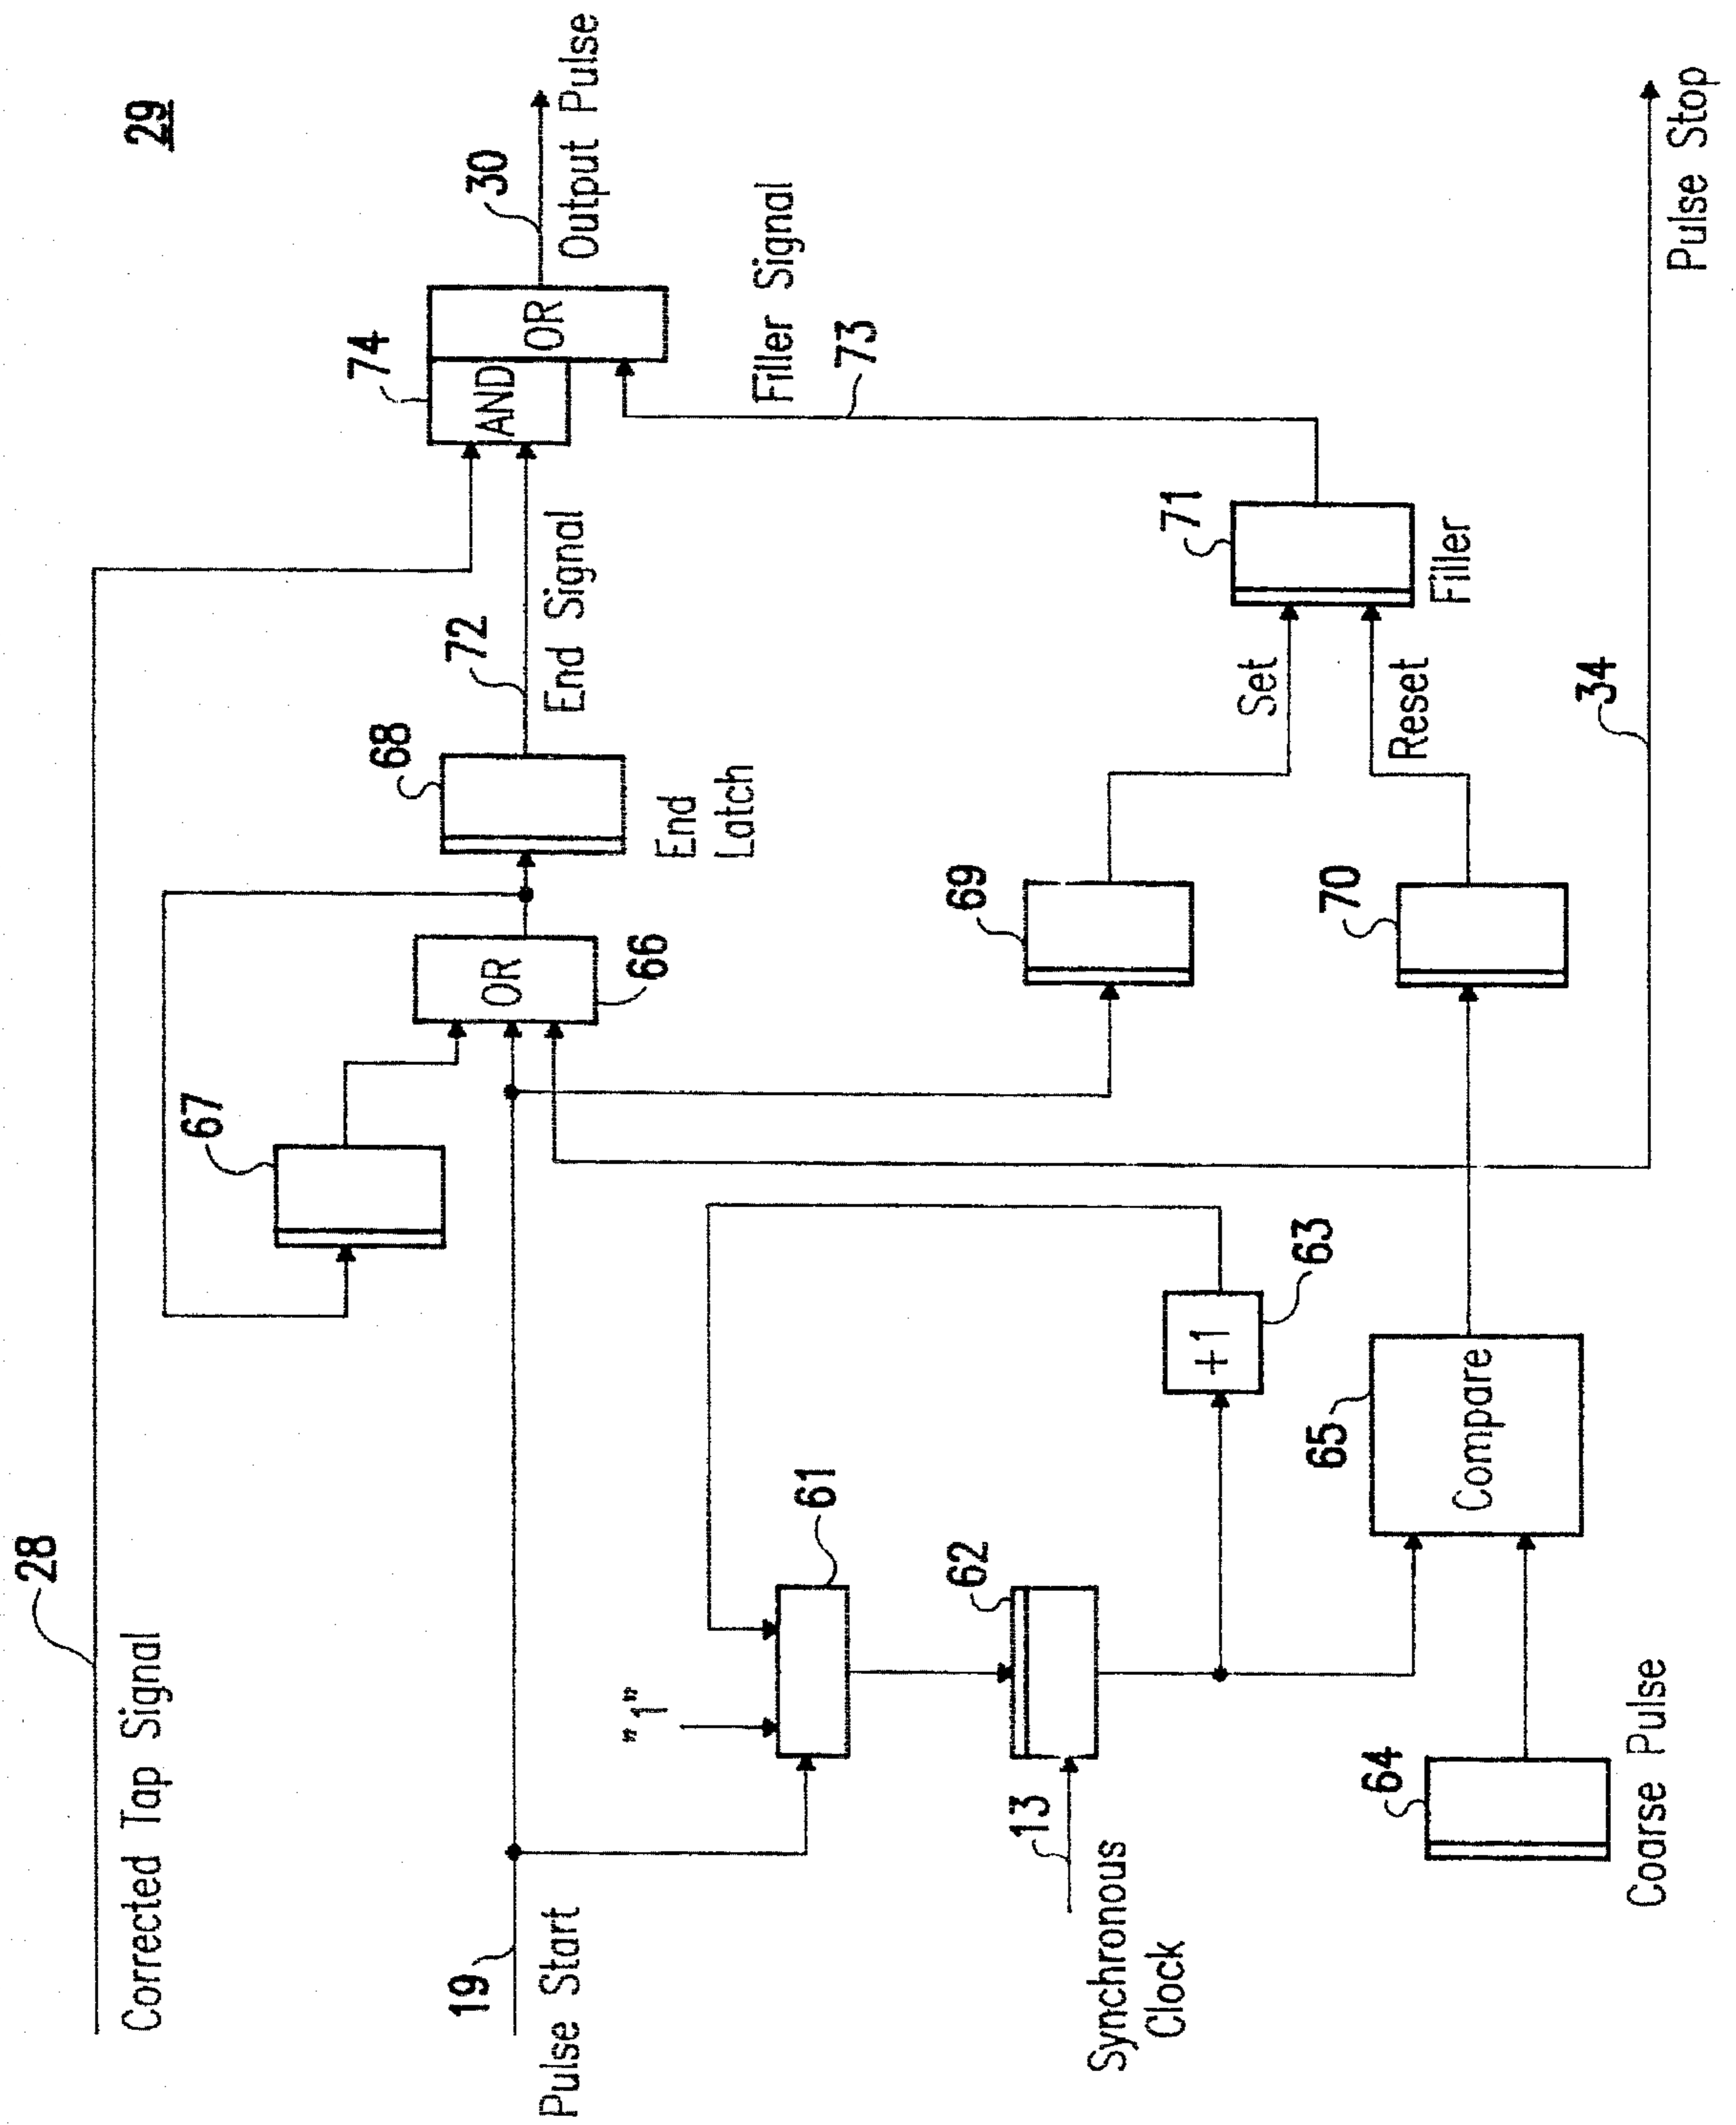 29
28
Corrected Tap Signal
19
Pulse Start
67
OR
66
68
End
Latch
72
End Signal
74
AND
OR
30
Output Pulse
"1"
61
62
13
Synchronous
Clock
+1
63
64
Coarse Pulse
65
Compare
69
70
Set
Reset
71
Filler
73
Filler Signal
34
Pulse Stop